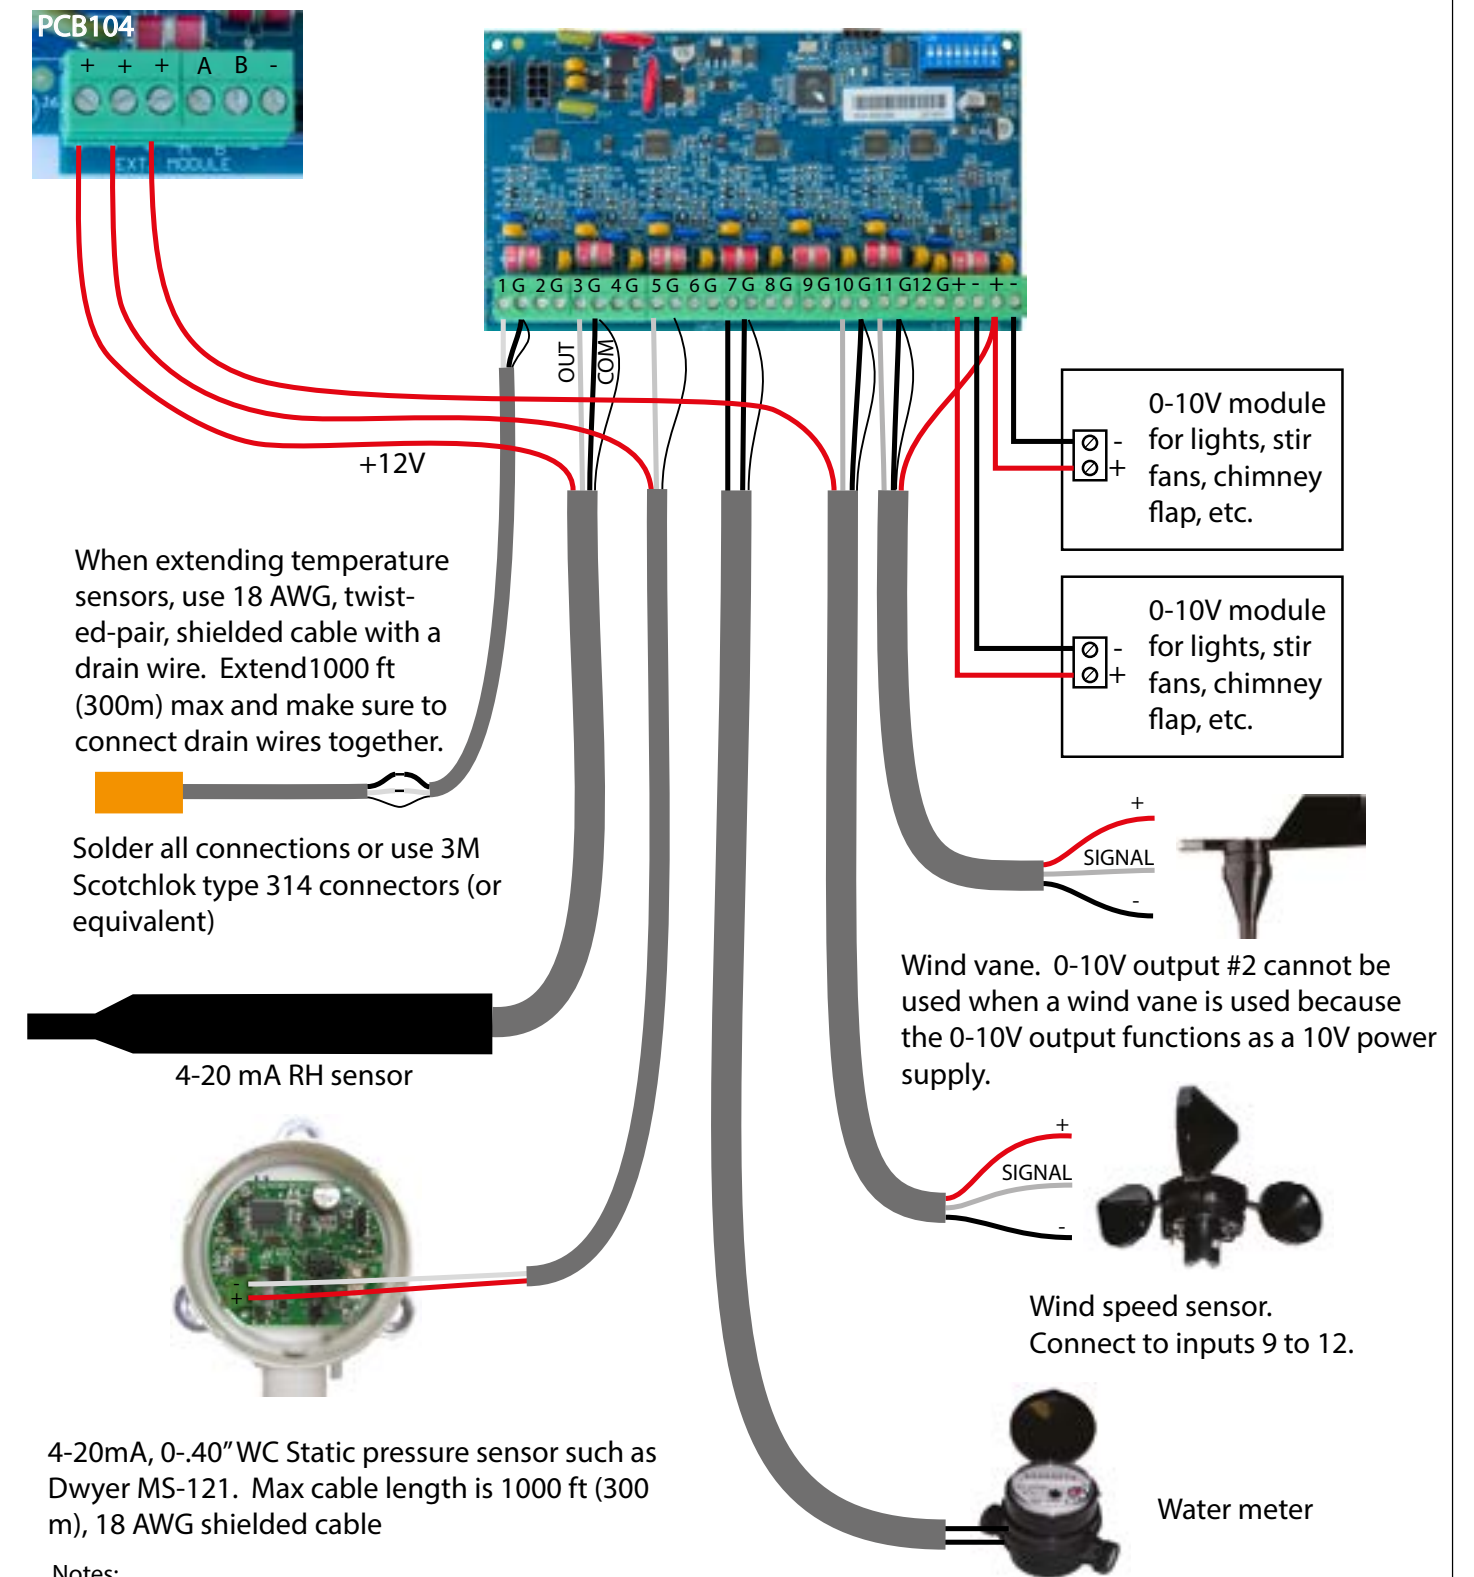 PCB104
+ + + A B -
EXT. MODULE A B -
1 G 2 G 3 G 4 G 5 G 6 G 7 G 8 G 9 G 10 G 11 G 12 G + - + -
OUT
COM
+12V
0-10V module
for lights, stir
fans, chimney
flap, etc.
-
+
0-10V module
for lights, stir
fans, chimney
flap, etc.
-
+
When extending temperature
sensors, use 18 AWG, twist-
ed-pair, shielded cable with a
drain wire. Extend1000 ft
(300m) max and make sure to
connect drain wires together.
Solder all connections or use 3M
Scotchlok type 314 connectors (or
equivalent)
+
SIGNAL
-
Wind vane. 0-10V output #2 cannot be
used when a wind vane is used because
the 0-10V output functions as a 10V power
supply.
4-20 mA RH sensor
+
SIGNAL
-
Wind speed sensor.
Connect to inputs 9 to 12.
-
+
4-20mA, 0-.40” WC Static pressure sensor such as
Dwyer MS-121. Max cable length is 1000 ft (300
m), 18 AWG shielded cable
Water meter
Notes: